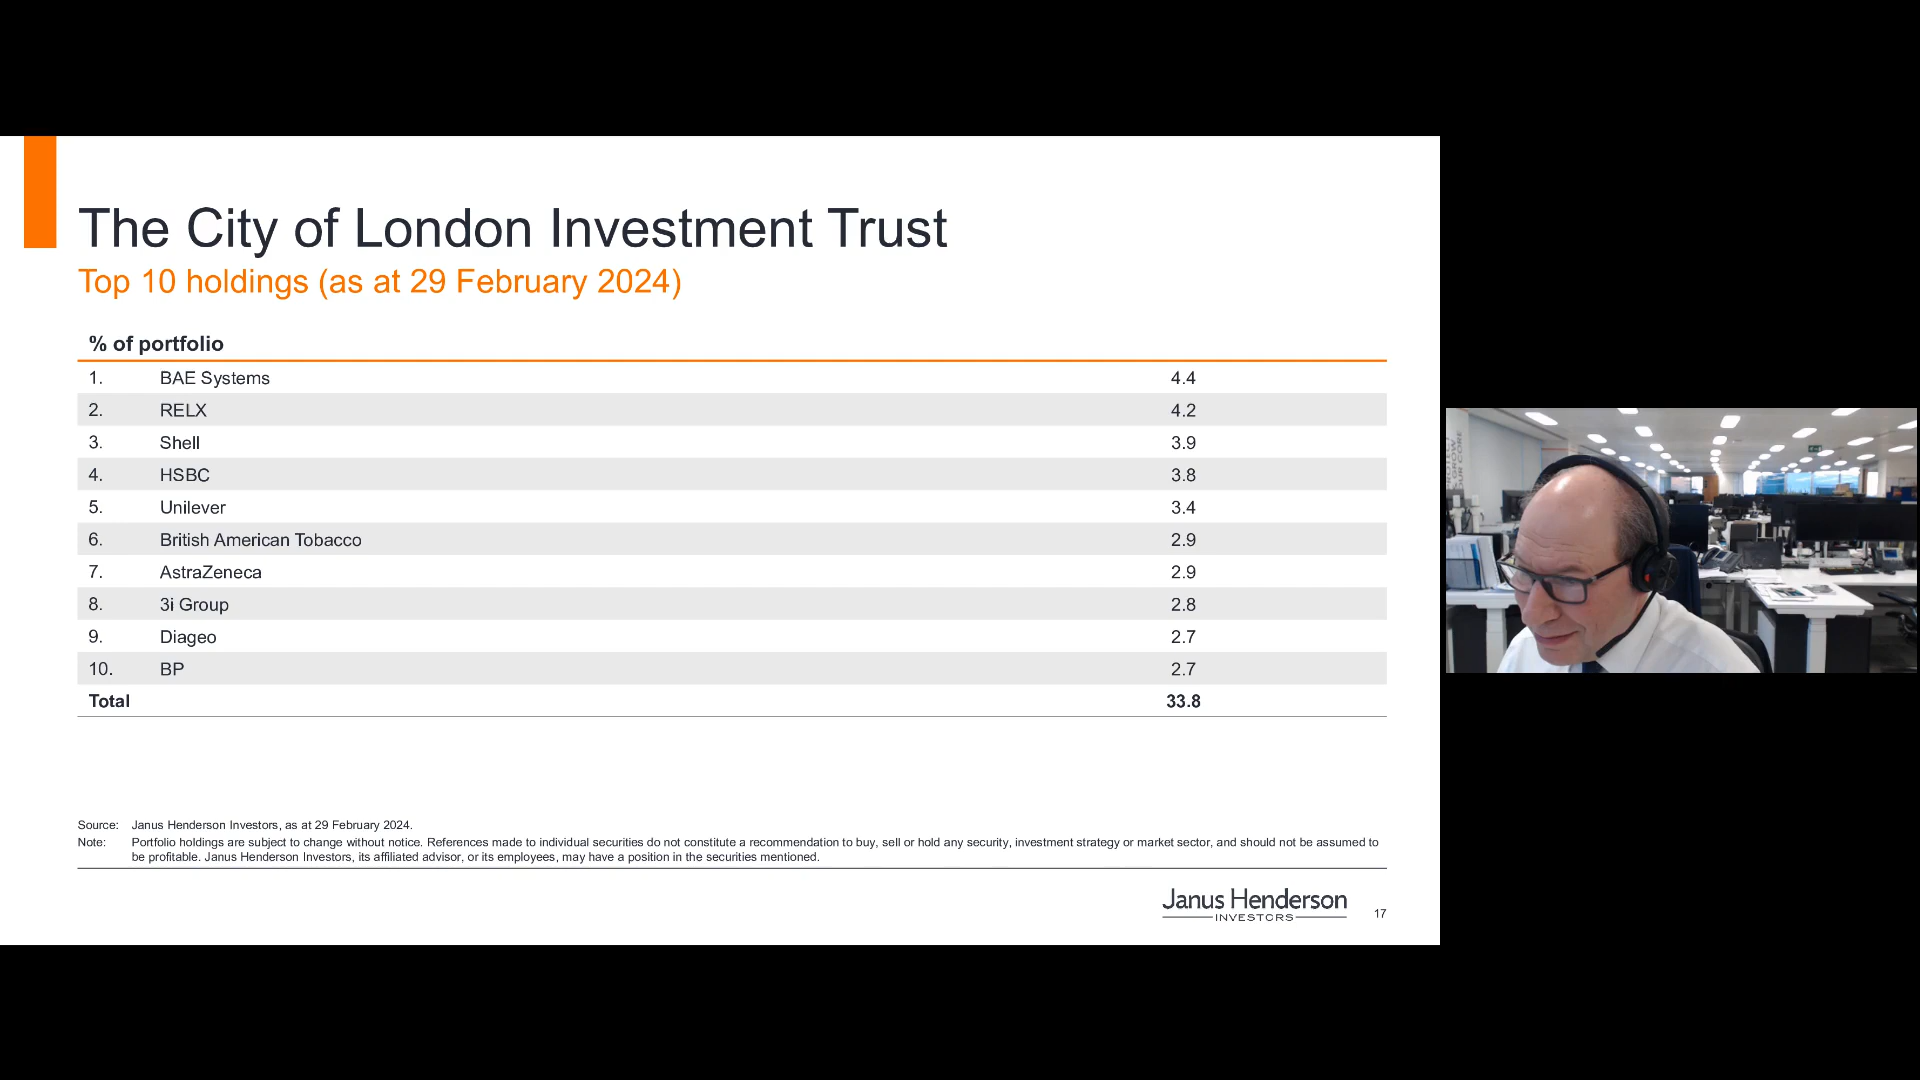 The City of London Investment Trust
Top 10 holdings (as at 29 February 2024)
% of portfolio
1. BAE Systems 4.4
2. RELX 4.2
3. Shell 3.9
4. HSBC 3.8
5. Unilever 3.4
6. British American Tobacco 2.9
7. AstraZeneca 2.9
8. 3i Group 2.8
9. Diageo 2.7
10. BP 2.7
Total 33.8
Source: Janus Henderson Investors, as at 29 February 2024.
Note: Portfolio holdings are subject to change without notice. References made to individual securities do not constitute a recommendation to buy, sell or hold any security, investment strategy or market sector, and should not be assumed to
be profitable. Janus Henderson Investors, its affiliated advisor, or its employees, may have a position in the securities mentioned.
Janus Henderson
INVESTORS
17